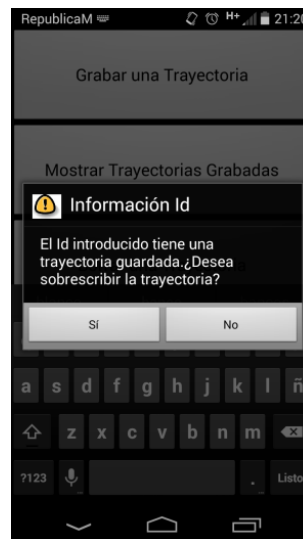 RepublicaM H+ 21:20
Grabar una Trayectoria
Mostrar Trayectorias Grabadas
Información Id
El Id introducido tiene una
trayectoria guardada.¿Desea
sobrescribir la trayectoria?
Sí No
a s d f g h j k l ñ
z x c v b n m
?123 . Listo